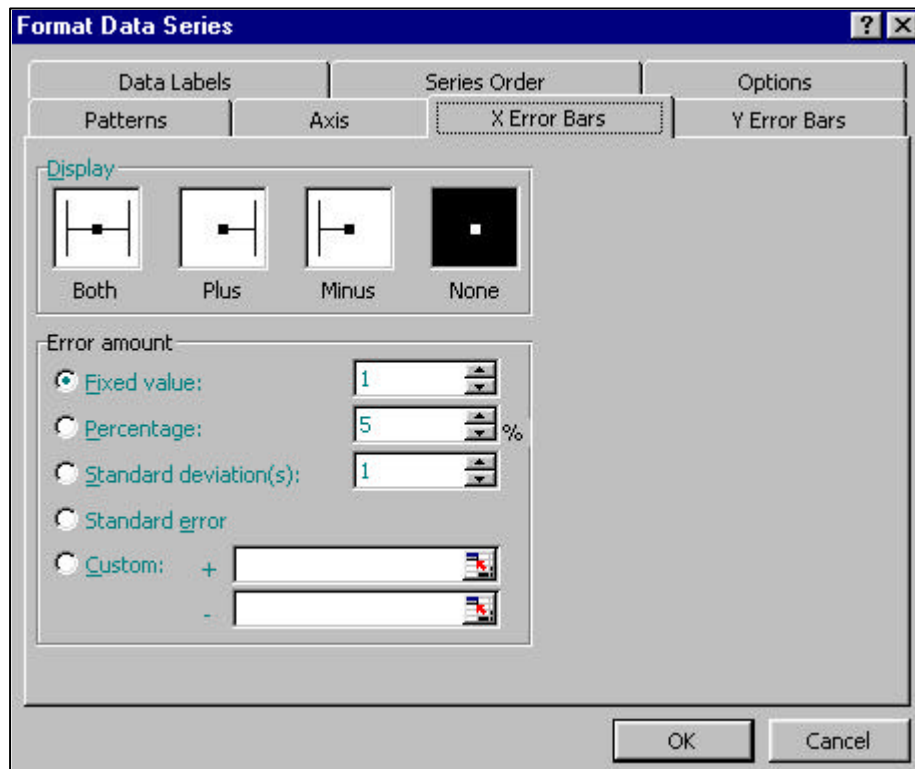 Format Data Series
Data Labels Series Order Options
Patterns Axis X Error Bars Y Error Bars
Display
Both Plus Minus None
Error amount
Fixed value: 1
Percentage: 5 %
Standard deviation(s): 1
Standard error
Custom: +
-
OK Cancel